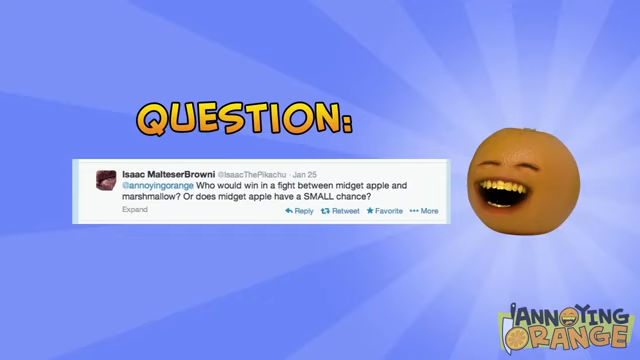 QUESTION:
Isaac MalteserBrowni @IsaacThePikachu · Jan 25
@annoyingorange Who would win in a fight between midget apple and
marshmallow? Or does midget apple have a SMALL chance?
Expand Reply Retweet Favorite More
ANNOYING
ORANGE